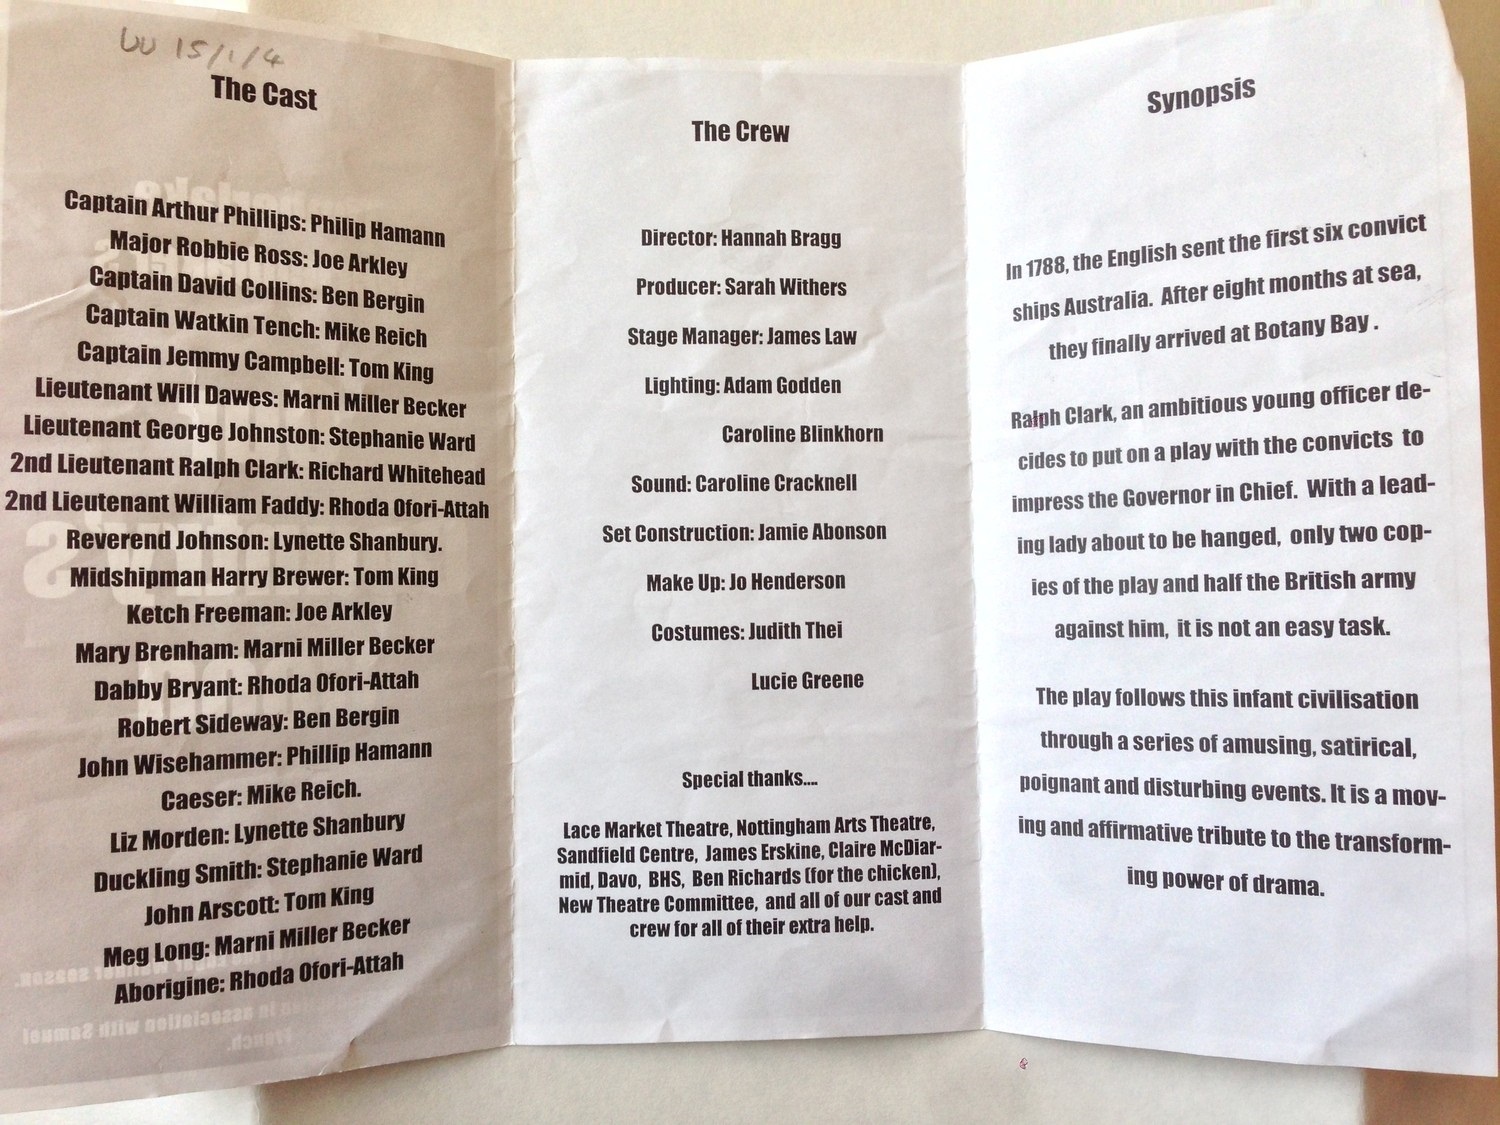 UU 15/1/4
The Cast
Captain Arthur Phillips: Philip Hamann
Major Robbie Ross: Joe Arkley
Captain David Collins: Ben Bergin
Captain Watkin Tench: Mike Reich
Captain Jemmy Campbell: Tom King
Lieutenant Will Dawes: Marni Miller Becker
Lieutenant George Johnston: Stephanie Ward
2nd Lieutenant Ralph Clark: Richard Whitehead
2nd Lieutenant William Faddy: Rhoda Ofori-Attah
Reverend Johnson: Lynette Shanbury.
Midshipman Harry Brewer: Tom King
Ketch Freeman: Joe Arkley
Mary Brenham: Marni Miller Becker
Dabby Bryant: Rhoda Ofori-Attah
Robert Sideway: Ben Bergin
John Wisehammer: Phillip Hamann
Caeser: Mike Reich.
Liz Morden: Lynette Shanbury
Duckling Smith: Stephanie Ward
John Arscott: Tom King
Meg Long: Marni Miller Becker
Aborigine: Rhoda Ofori-Attah
The Crew
Director: Hannah Bragg
Producer: Sarah Withers
Stage Manager: James Law
Lighting: Adam Godden
Caroline Blinkhorn
Sound: Caroline Cracknell
Set Construction: Jamie Abonson
Make Up: Jo Henderson
Costumes: Judith Thei
Lucie Greene
Special thanks....
Lace Market Theatre, Nottingham Arts Theatre,
Sandfield Centre, James Erskine, Claire McDiar-
mid, Davo, BHS, Ben Richards (for the chicken),
New Theatre Committee, and all of our cast and
crew for all of their extra help.
Synopsis
In 1788, the English sent the first six convict
ships Australia. After eight months at sea,
they finally arrived at Botany Bay .
Ralph Clark, an ambitious young officer de-
cides to put on a play with the convicts to
impress the Governor in Chief. With a lead-
ing lady about to be hanged, only two cop-
ies of the play and half the British army
against him, it is not an easy task.
The play follows this infant civilisation
through a series of amusing, satirical,
poignant and disturbing events. It is a mov-
ing and affirmative tribute to the transform-
ing power of drama.